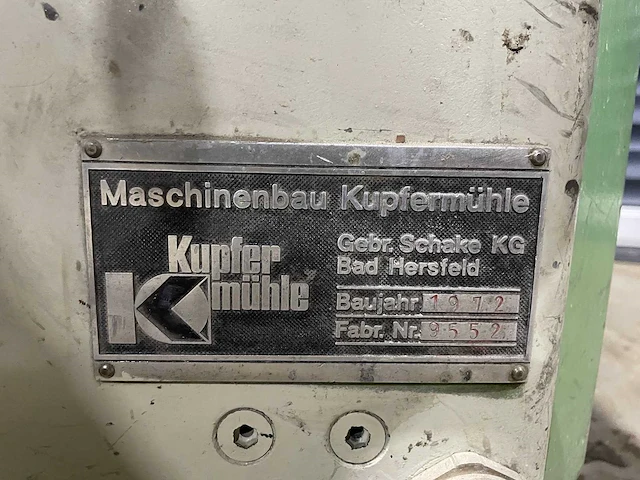 Maschinenbau Kupfermühle
Kupfer
mühle
Gebr. Schake KG
Bad Hersfeld
Baujahr 1972
Fabr. Nr. 9552